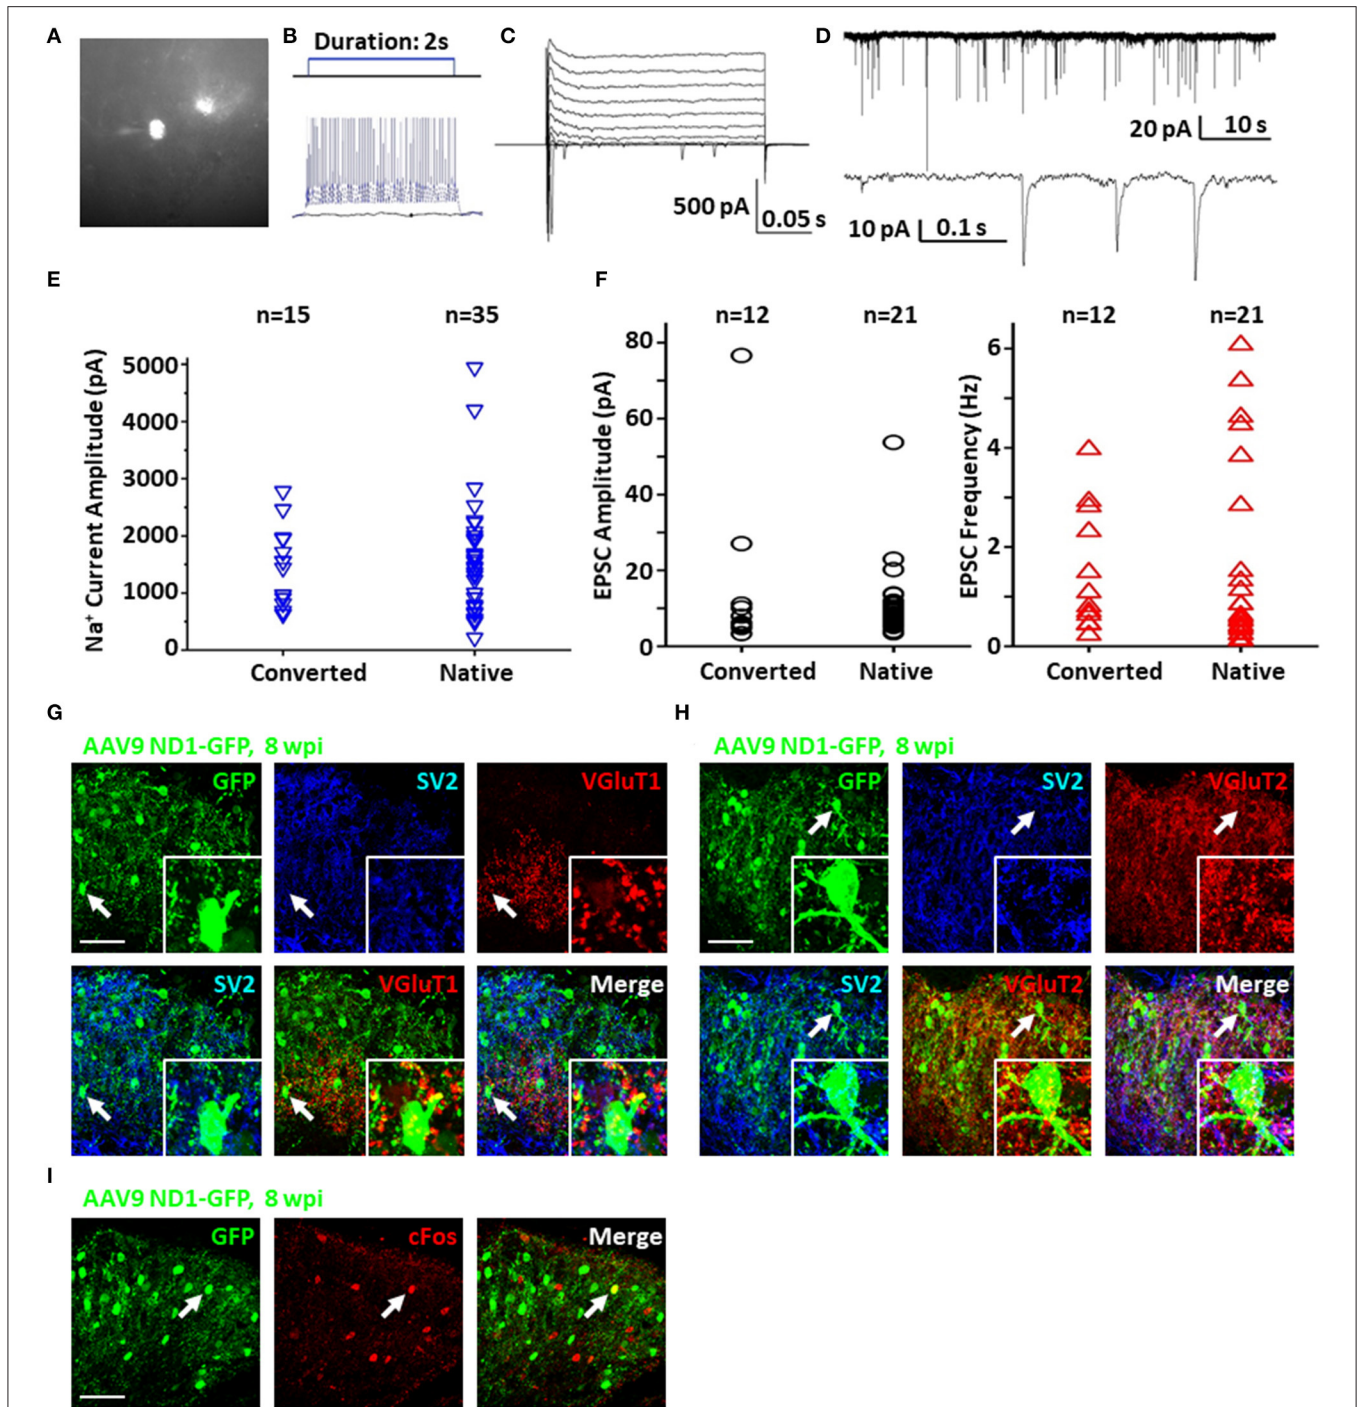 A
B
Duration: 2s
C
500 pA
0.05 s
D
20 pA
10 s
10 pA
0.1 s
E
n=15
n=35
Na+ Current Amplitude (pA)
5000
4000
3000
2000
1000
0
Converted
Native
F
n=12
n=21
EPSC Amplitude (pA)
80
60
40
20
0
Converted
Native
n=12
n=21
EPSC Frequency (Hz)
6
4
2
0
Converted
Native
G
AAV9 ND1-GFP, 8 wpi
GFP
SV2
VGluT1
SV2
VGluT1
Merge
H
AAV9 ND1-GFP, 8 wpi
GFP
SV2
VGluT2
SV2
VGluT2
Merge
I
AAV9 ND1-GFP, 8 wpi
GFP
cFos
Merge